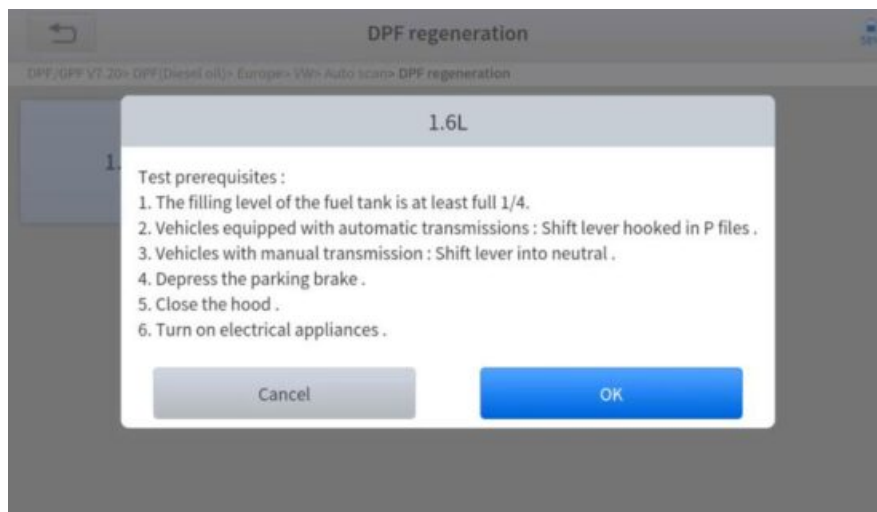 DPF regeneration
DPF/GPF V7.20> DPF(Diesel oil)> Europe> VW> Auto scan> DPF regeneration
1.6L
1.
Test prerequisites :
1. The filling level of the fuel tank is at least full 1/4.
2. Vehicles equipped with automatic transmissions : Shift lever hooked in P files .
3. Vehicles with manual transmission : Shift lever into neutral .
4. Depress the parking brake .
5. Close the hood .
6. Turn on electrical appliances .
Cancel
OK